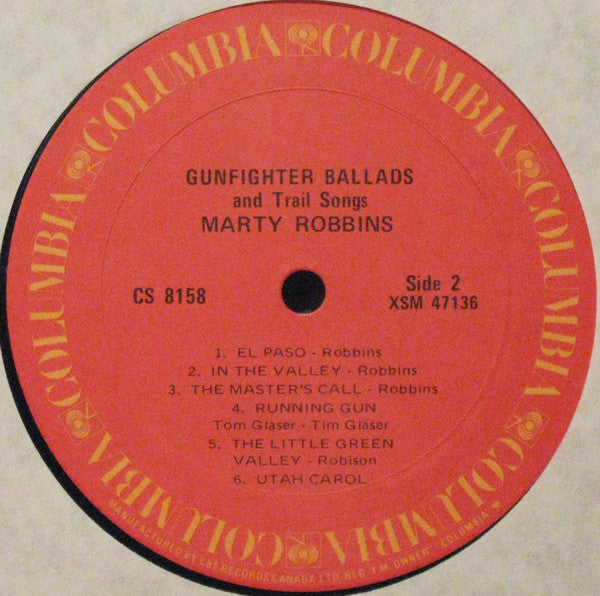 COLUMBIA COLUMBIA COLUMBIA COLUMBIA COLUMBIA COLUMBIA
GUNFIGHTER BALLADS
and Trail Songs
MARTY ROBBINS
CS 8158
Side 2
XSM 47136
1. EL PASO - Robbins
2. IN THE VALLEY - Robbins
3. THE MASTER'S CALL - Robbins
4. RUNNING GUN
Tom Glaser - Tim Glaser
5. THE LITTLE GREEN
VALLEY - Robison
6. UTAH CAROL
MANUFACTURED BY CBS RECORDS CANADA LTD REG T M OWNER "COLUMBIA"